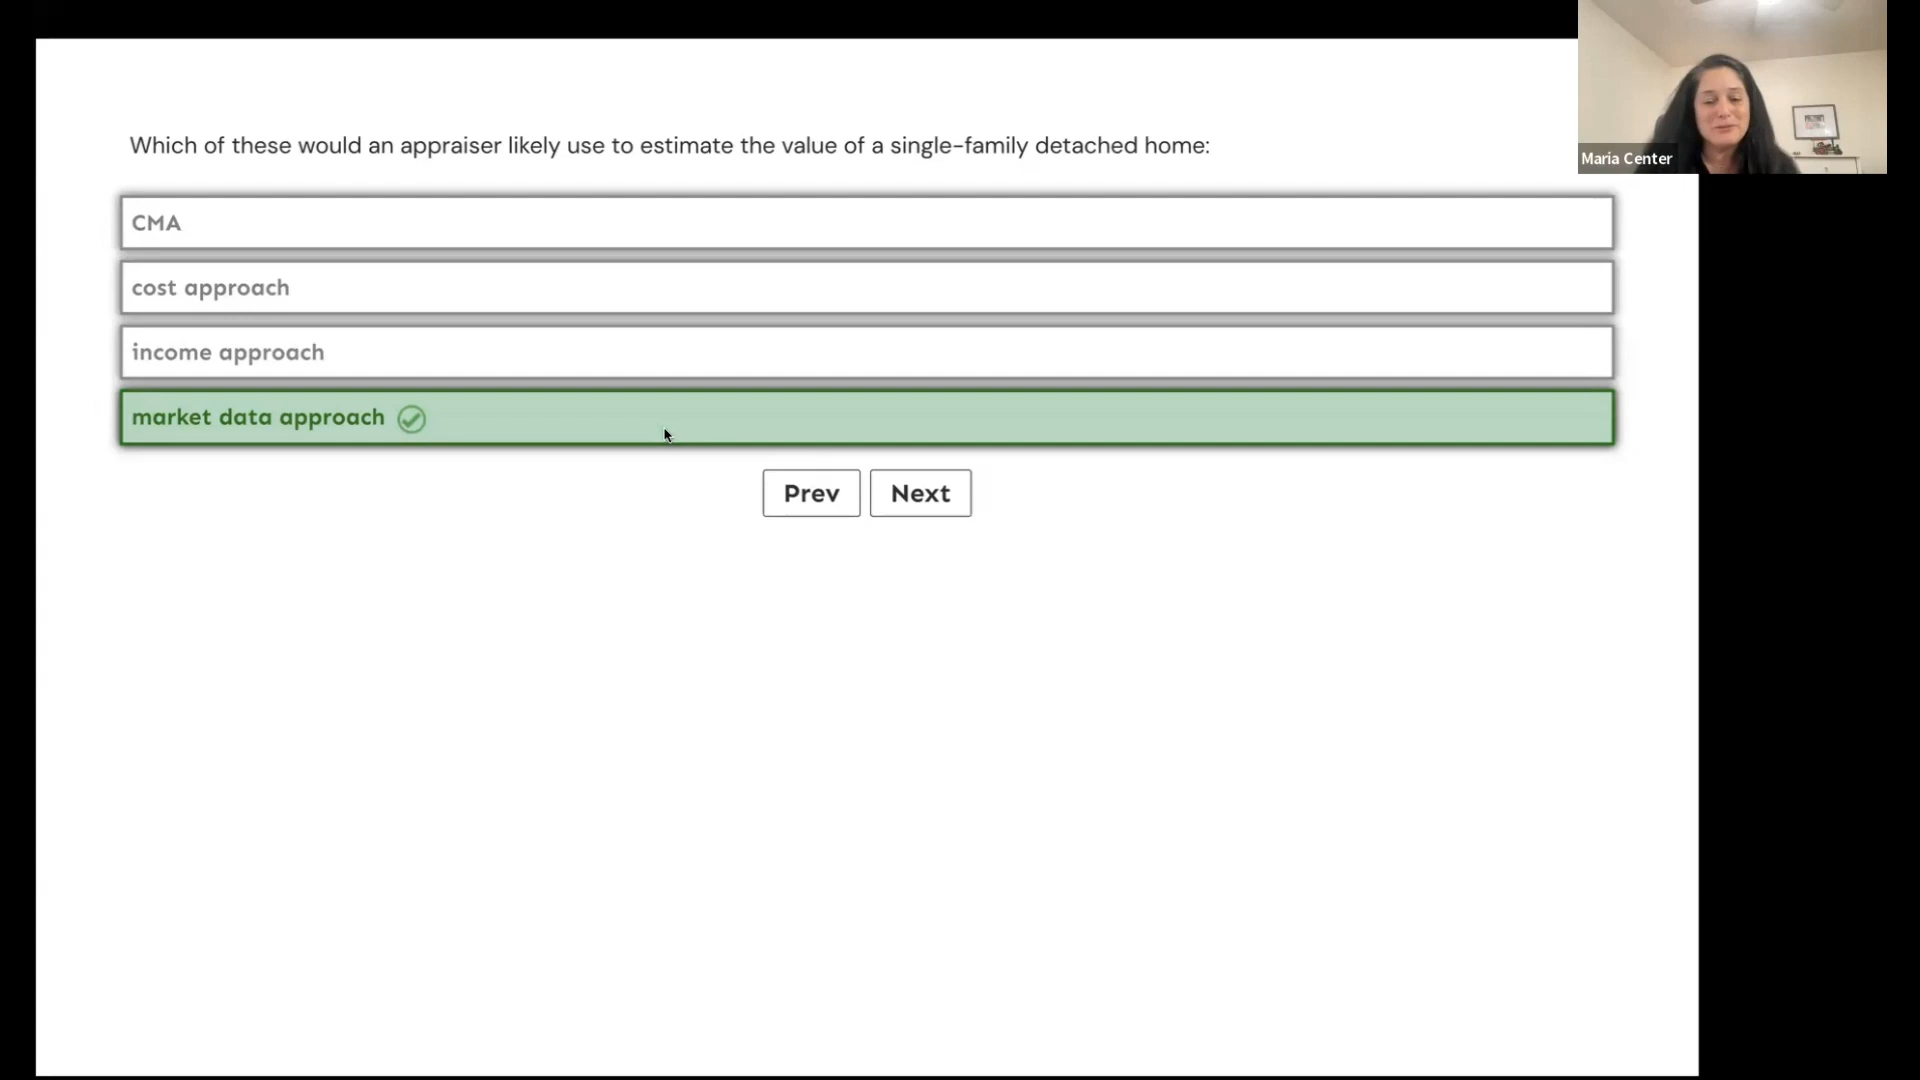 Which of these would an appraiser likely use to estimate the value of a single-family detached home:
Maria Center
CMA
cost approach
income approach
market data approach
Prev
Next